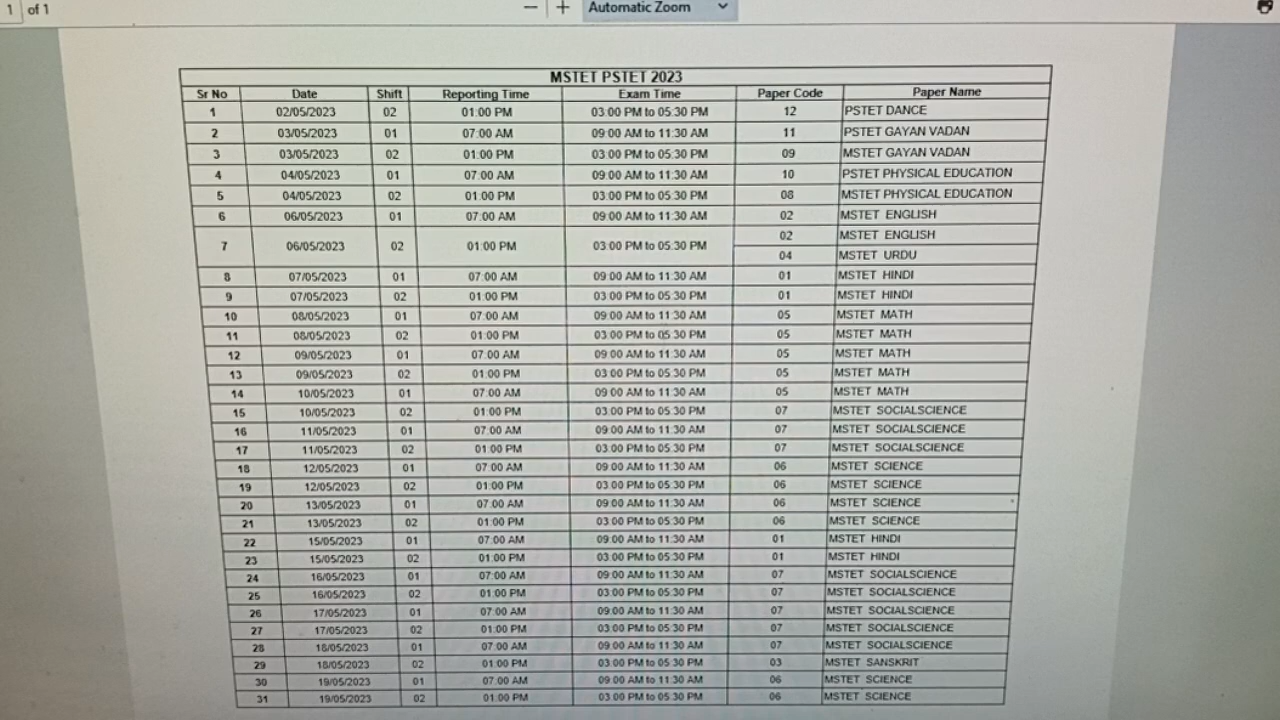 1 of 1
Automatic Zoom
MSTET PSTET 2023
Sr No Date Shift Reporting Time Exam Time Paper Code Paper Name
1 02/05/2023 02 01:00 PM 03:00 PM to 05:30 PM 12 PSTET DANCE
2 03/05/2023 01 07:00 AM 09:00 AM to 11:30 AM 11 PSTET GAYAN VADAN
3 03/05/2023 02 01:00 PM 03:00 PM to 05:30 PM 09 MSTET GAYAN VADAN
4 04/05/2023 01 07:00 AM 09:00 AM to 11:30 AM 10 PSTET PHYSICAL EDUCATION
5 04/05/2023 02 01:00 PM 03:00 PM to 05:30 PM 08 MSTET PHYSICAL EDUCATION
6 06/05/2023 01 07:00 AM 09:00 AM to 11:30 AM 02 MSTET ENGLISH
7 06/05/2023 02 01:00 PM 03:00 PM to 05:30 PM 02 MSTET ENGLISH
04 MSTET URDU
8 07/05/2023 01 07:00 AM 09:00 AM to 11:30 AM 01 MSTET HINDI
9 07/05/2023 02 01:00 PM 03:00 PM to 05:30 PM 01 MSTET HINDI
10 08/05/2023 01 07:00 AM 09:00 AM to 11:30 AM 05 MSTET MATH
11 08/05/2023 02 01:00 PM 03:00 PM to 05:30 PM 05 MSTET MATH
12 09/05/2023 01 07:00 AM 09:00 AM to 11:30 AM 05 MSTET MATH
13 09/05/2023 02 01:00 PM 03:00 PM to 05:30 PM 05 MSTET MATH
14 10/05/2023 01 07:00 AM 09:00 AM to 11:30 AM 05 MSTET MATH
15 10/05/2023 02 01:00 PM 03:00 PM to 05:30 PM 07 MSTET SOCIALSCIENCE
16 11/05/2023 01 07:00 AM 09:00 AM to 11:30 AM 07 MSTET SOCIALSCIENCE
17 11/05/2023 02 01:00 PM 03:00 PM to 05:30 PM 07 MSTET SOCIALSCIENCE
18 12/05/2023 01 07:00 AM 09:00 AM to 11:30 AM 06 MSTET SCIENCE
19 12/05/2023 02 01:00 PM 03:00 PM to 05:30 PM 06 MSTET SCIENCE
20 13/05/2023 01 07:00 AM 09:00 AM to 11:30 AM 06 MSTET SCIENCE
21 13/05/2023 02 01:00 PM 03:00 PM to 05:30 PM 06 MSTET SCIENCE
22 15/05/2023 01 07:00 AM 09:00 AM to 11:30 AM 01 MSTET HINDI
23 15/05/2023 02 01:00 PM 03:00 PM to 05:30 PM 01 MSTET HINDI
24 16/05/2023 01 07:00 AM 09:00 AM to 11:30 AM 07 MSTET SOCIALSCIENCE
25 16/05/2023 02 01:00 PM 03:00 PM to 05:30 PM 07 MSTET SOCIALSCIENCE
26 17/05/2023 01 07:00 AM 09:00 AM to 11:30 AM 07 MSTET SOCIALSCIENCE
27 17/05/2023 02 01:00 PM 03:00 PM to 05:30 PM 07 MSTET SOCIALSCIENCE
28 18/05/2023 01 07:00 AM 09:00 AM to 11:30 AM 07 MSTET SOCIALSCIENCE
29 18/05/2023 02 01:00 PM 03:00 PM to 05:30 PM 03 MSTET SANSKRIT
30 19/05/2023 01 07:00 AM 09:00 AM to 11:30 AM 06 MSTET SCIENCE
31 19/05/2023 02 01:00 PM 03:00 PM to 05:30 PM 06 MSTET SCIENCE